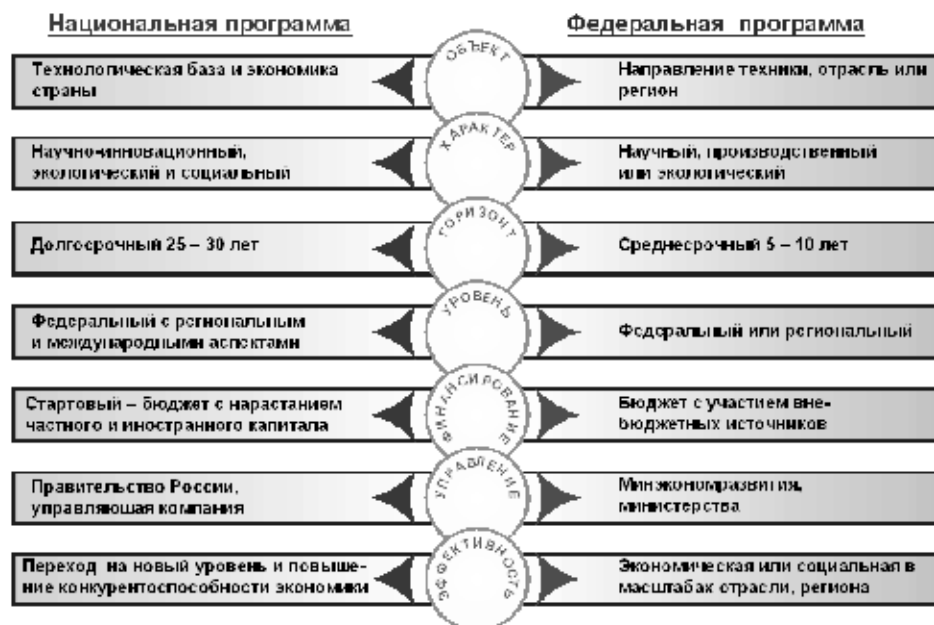 Национальная программа
Федеральная программа
ОБЪЕКТ
Технологическая база и экономика
страны
Направление техники, отрасль или
регион
ХАРАКТЕР
Научно-инновационный,
экологический и социальный
Научный, производственный
или экологический
ГОРИЗОНТ
Долгосрочный 25 – 30 лет
Среднесрочный 5 – 10 лет
УРОВЕНЬ
Федеральный с региональным
и международными аспектами
Федеральный или региональный
ФИНАНСИРОВАНИЕ
Стартовый – бюджет с нарастанием
частного и иностранного капитала
Бюджет с участием вне-
бюджетных источников
УПРАВЛЕНИЕ
Правительство России,
управляющая компания
Минэкономразвития,
министерства
ЭФФЕКТИВНОСТЬ
Переход на новый уровень и повыше-
ние конкурентоспособности экономики
Экономическая или социальная в
масштабах отрасли, региона